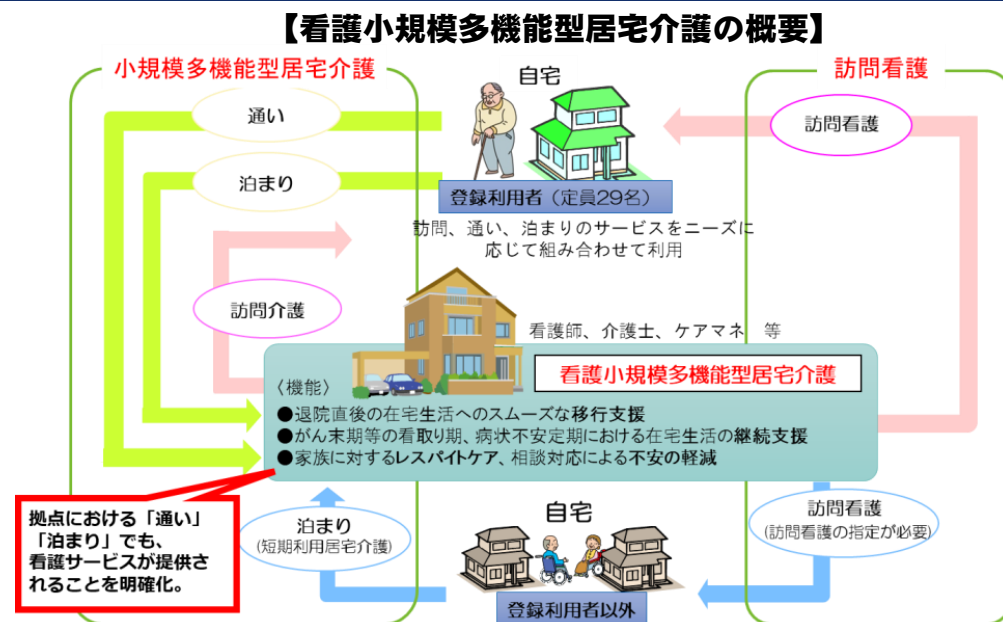 【看護小規模多機能型居宅介護の概要】
小規模多機能型居宅介護
自宅
訪問看護
通い
訪問看護
泊まり
登録利用者（定員29名）
訪問、通い、泊まりのサービスをニーズに
応じて組み合わせて利用
訪問介護
看護師、介護士、ケアマネ　等
看護小規模多機能型居宅介護
〈機能〉
●退院直後の在宅生活へのスムーズな移行支援
●がん末期等の看取り期、病状不安定期における在宅生活の継続支援
●家族に対するレスパイトケア、相談対応による不安の軽減
拠点における「通い」
「泊まり」でも、
看護サービスが提供さ
れることを明確化。
泊まり
(短期利用居宅介護)
自宅
訪問看護
(訪問看護の指定が必要)
登録利用者以外